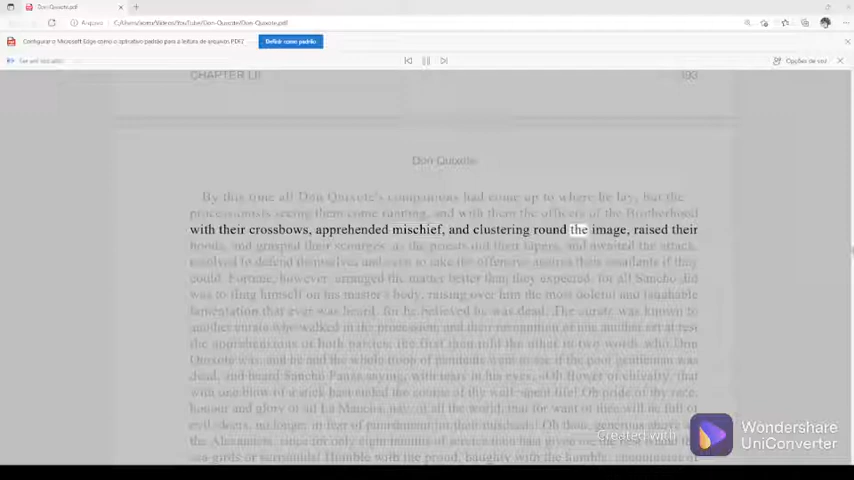 Don-Quixote.pdf
Arquivo C:/Users/ /Videos/YouTube/Don-Quixote/Don-Quixote.pdf
Configurar o Microsoft Edge como o aplicativo padrão para a leitura de arquivos PDF? Definir como padrão
Opções de voz
CHAPTER LII 193
Don Quixote
By this time all Don Quixote's companions had come up to where he lay; but the
processionists seeing them come running, and with them the officers of the Brotherhood
with their crossbows, apprehended mischief, and clustering round the image, raised their
hoods, and grasped their scourges, as the priests did their tapers, and awaited the attack,
resolved to defend themselves and even to take the offensive against their assailants if they
could. Fortune, however, arranged the matter better than they expected, for all Sancho did
was to fling himself on his master's body, raising over him the most doleful and laughable
lamentation that ever was heard, for he believed he was dead. The curate was known to
another curate who walked in the procession, and their recognition of one another set at rest
the apprehensions of both parties; the first then told the other in two words who Don
Quixote was, and he and the whole troop of penitents went to see if the poor gentleman was
dead, and heard Sancho Panza saying, with tears in his eyes, "Oh flower of chivalry, that
with one blow of a stick hast ended the course of thy well-spent life! Oh pride of thy race,
honour and glory of all La Mancha, nay, of all the world, that for want of thee will be full of
evil-doers, no longer in fear of punishment for their misdeeds! Oh thou, generous above all
the Alexanders, since for only eight months of service thou hast given me the best
sea-girds or surrounds! Humble with the proud, haughty with the humble,
Created with
Wondershare
UniConverter